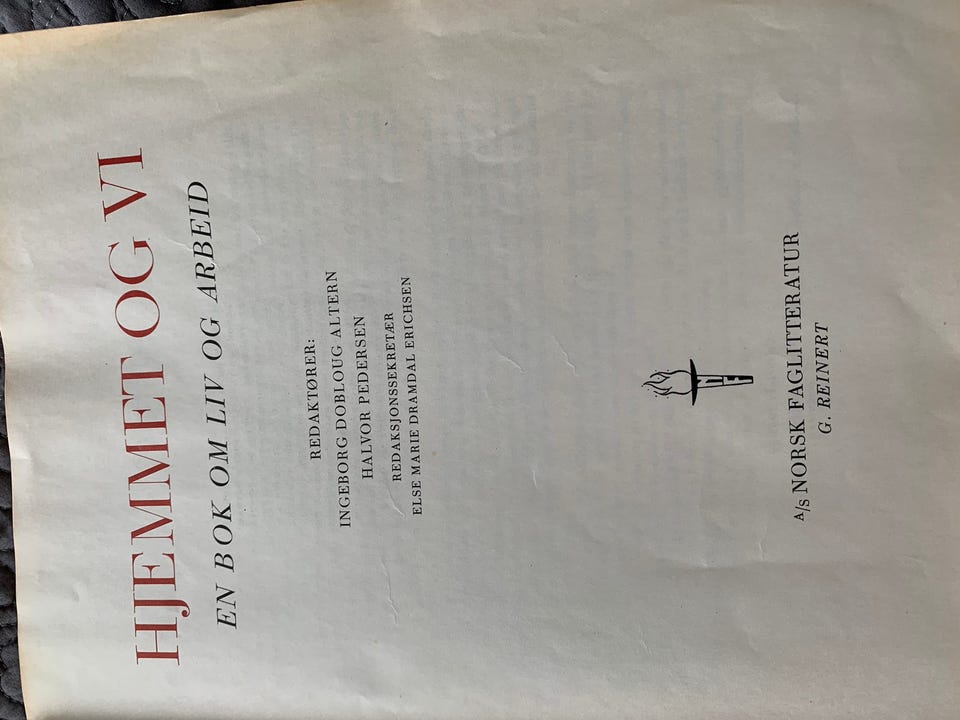 HJEMMET OG VI
EN BOK OM LIV OG ARBEID
REDAKTØRER:
INGEBORG DOBLOUG ALTERN
HALVOR PEDERSEN
REDAKSJONSSEKRETÆR
ELSE MARIE DRAMDAL ERICHSEN
A/S NORSK FAGLITTERATUR
G. REINERT